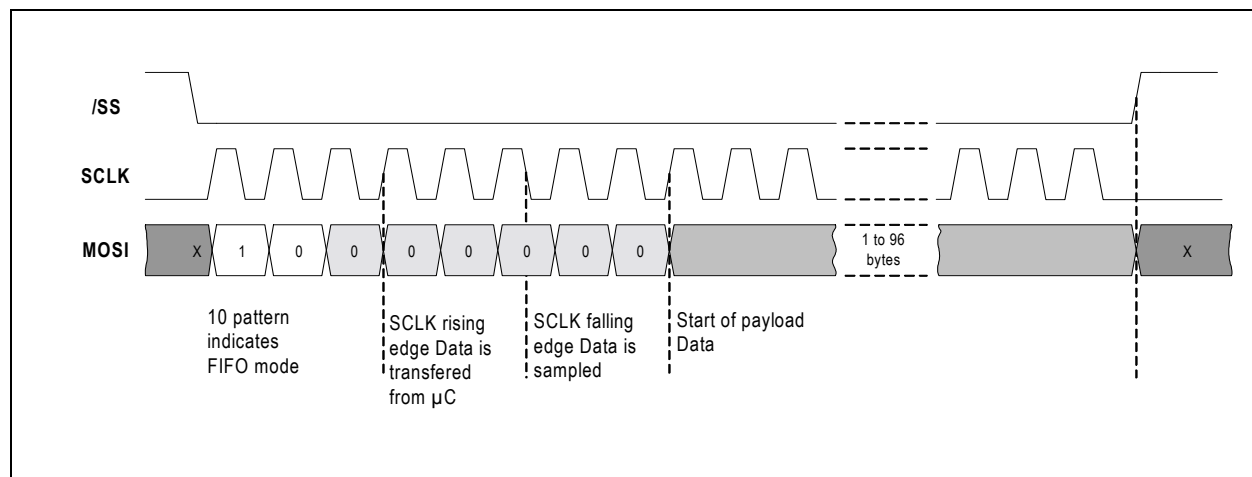 /SS
SCLK
MOSI
X 1 0 0 0 0 0 0 0 1 to 96 X
bytes
10 pattern
indicates
FIFO mode
SCLK rising
edge Data is
transfered
from µC
SCLK falling
edge Data is
sampled
Start of payload
Data